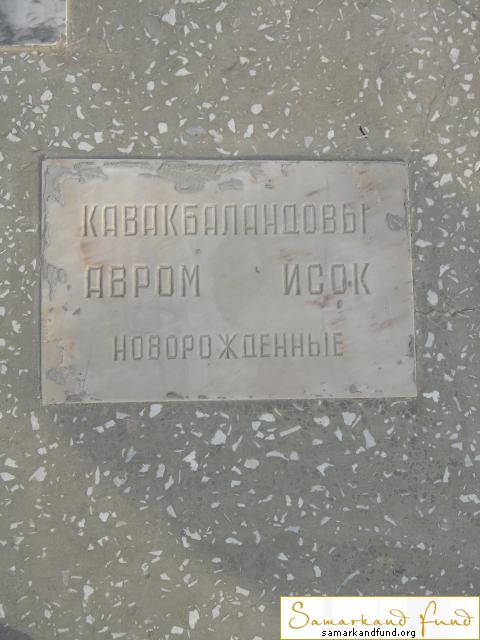 КАВАКБАЛАНДОВЫ
АВРОМ ИСОК
НОВОРОЖДЕННЫЕ
Samarkand Fund
samarkandfund.org